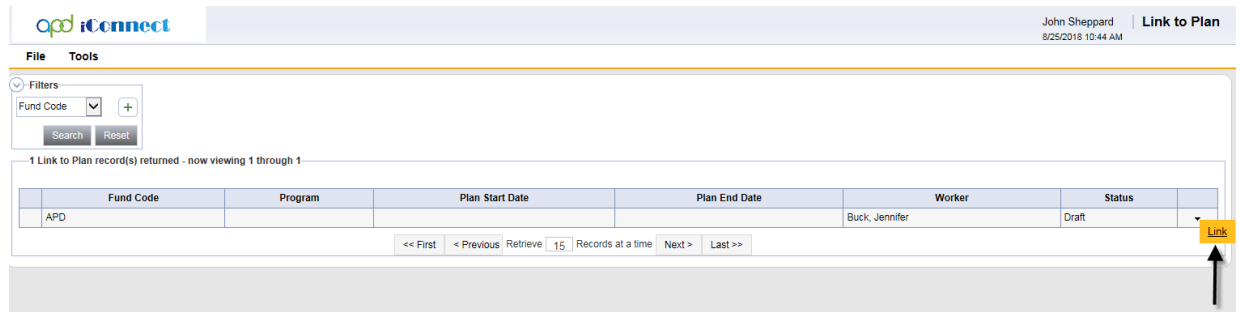 apd iConnect
John Sheppard Link to Plan
8/25/2018 10:44 AM
File Tools
Filters
Fund Code +
Search Reset
1 Link to Plan record(s) returned - now viewing 1 through 1
Fund Code Program Plan Start Date Plan End Date Worker Status
APD Buck, Jennifer Draft
Link
<< First < Previous Retrieve 15 Records at a time Next > Last >>